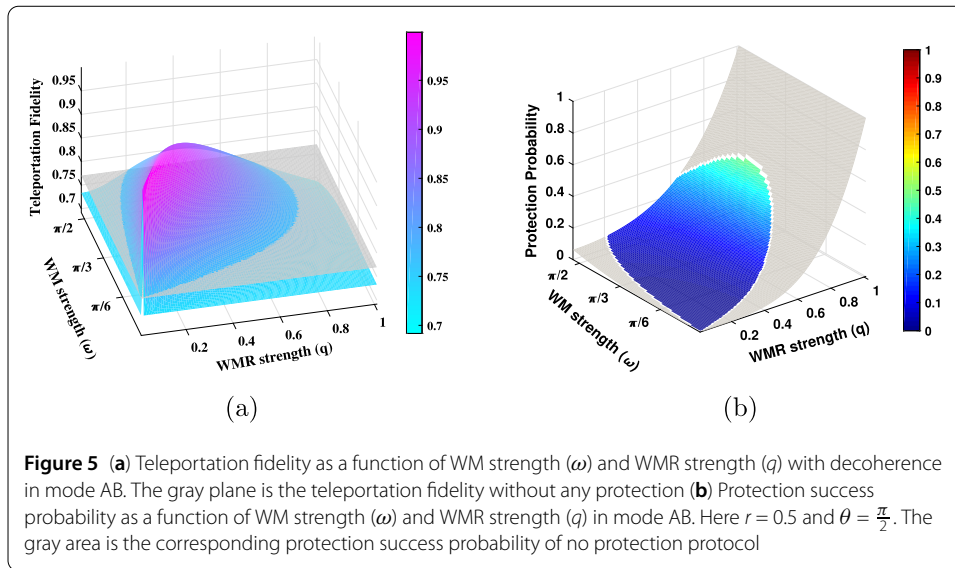 Teleportation Fidelity
0.95
0.9
0.85
0.8
0.75
0.7
π/2
π/3
π/6
WM strength (ω)
0.2
0.4
0.6
0.8
1
WMR strength (q)
0.95
0.9
0.85
0.8
0.75
0.7
(a)
Protection Probability
1
0.8
0.6
0.4
0.2
0
π/2
π/3
π/6
WM strength (ω)
0.2
0.4
0.6
0.8
1
WMR strength (q)
1
0.9
0.8
0.7
0.6
0.5
0.4
0.3
0.2
0.1
0
(b)
Figure 5 (a) Teleportation fidelity as a function of WM strength (ω) and WMR strength (q) with decoherence
in mode AB. The gray plane is the teleportation fidelity without any protection (b) Protection success
probability as a function of WM strength (ω) and WMR strength (q) in mode AB. Here r = 0.5 and θ = π/2. The
gray area is the corresponding protection success probability of no protection protocol